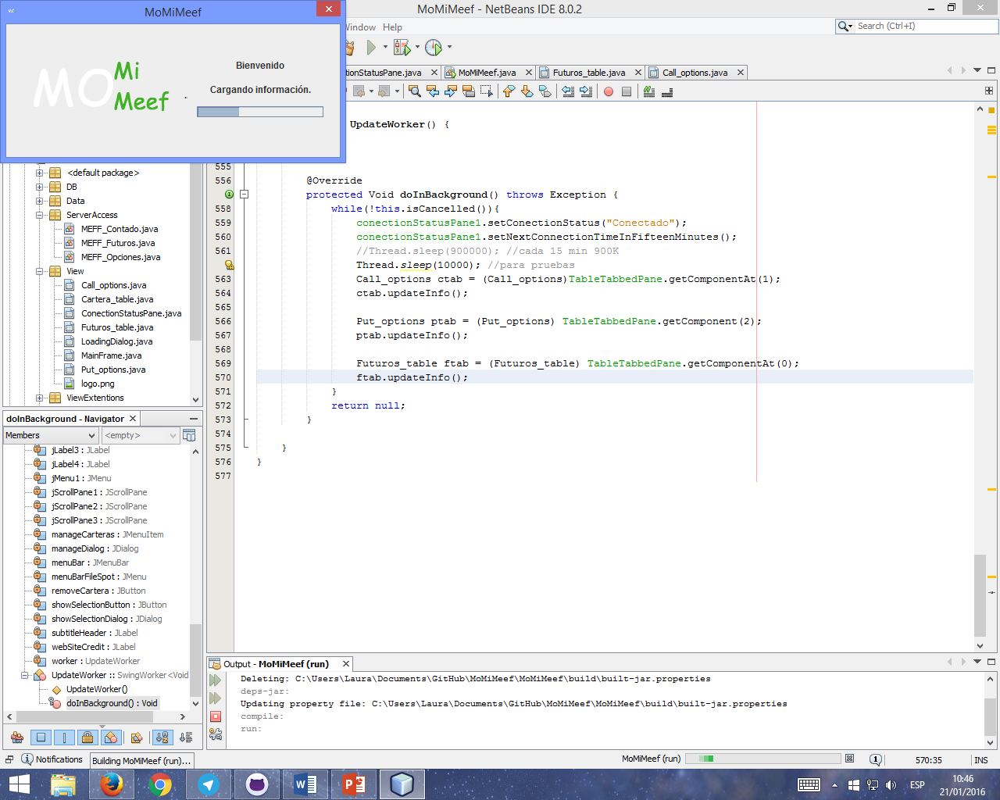 MoMiMeef
MoMiMeef - NetBeans IDE 8.0.2
Window Help
Search (Ctrl+I)
MO Mi Meef
Bienvenido
Cargando información.
ctionStatusPane.java
MoMiMeef.java
Futuros_table.java
Call_options.java
<default package>
DB
Data
ServerAccess
MEFF_Contado.java
MEFF_Futuros.java
MEFF_Opciones.java
View
Call_options.java
Cartera_table.java
ConectionStatusPane.java
Futuros_table.java
LoadingDialog.java
MainFrame.java
Put_options.java
logo.png
ViewExtentions
UpdateWorker() {
555
556 @Override
protected Void doInBackground() throws Exception {
558 while(!this.isCancelled()){
559 conectionStatusPane1.setConectionStatus("Conectado");
560 conectionStatusPane1.setNextConnectionTimeInFifteenMinutes();
561 //Thread.sleep(900000); //cada 15 min 900K
Thread.sleep(10000); //para pruebas
563 Call_options ctab = (Call_options)TableTabbedPane.getComponentAt(1);
564 ctab.updateInfo();
565
566 Put_options ptab = (Put_options) TableTabbedPane.getComponent(2);
567 ptab.updateInfo();
568
569 Futuros_table ftab = (Futuros_table) TableTabbedPane.getComponentAt(0);
570 ftab.updateInfo();
571 }
572 return null;
573 }
574
575 }
576 }
577
doInBackground - Navigator
Members
<empty>
jLabel3 : JLabel
jLabel4 : JLabel
jMenu1 : JMenu
jScrollPane1 : JScrollPane
jScrollPane2 : JScrollPane
jScrollPane3 : JScrollPane
manageCarteras : JMenuItem
manageDialog : JDialog
menuBar : JMenuBar
menuBarFileSpot : JMenu
removeCartera : JButton
showSelectionButton : JButton
showSelectionDialog : JDialog
subtitleHeader : JLabel
webSiteCredit : JLabel
worker : UpdateWorker
UpdateWorker :: SwingWorker<Void
UpdateWorker()
doInBackground() : Void
Output - MoMiMeef (run)
Deleting: C:\Users\Laura\Documents\GitHub\MoMiMeef\MoMiMeef\build\built-jar.properties
deps-jar:
Updating property file: C:\Users\Laura\Documents\GitHub\MoMiMeef\MoMiMeef\build\built-jar.properties
compile:
run:
Notifications
Building MoMiMeef (run)...
MoMiMeef (run)
1
570:35
INS
ESP
10:46
21/01/2016